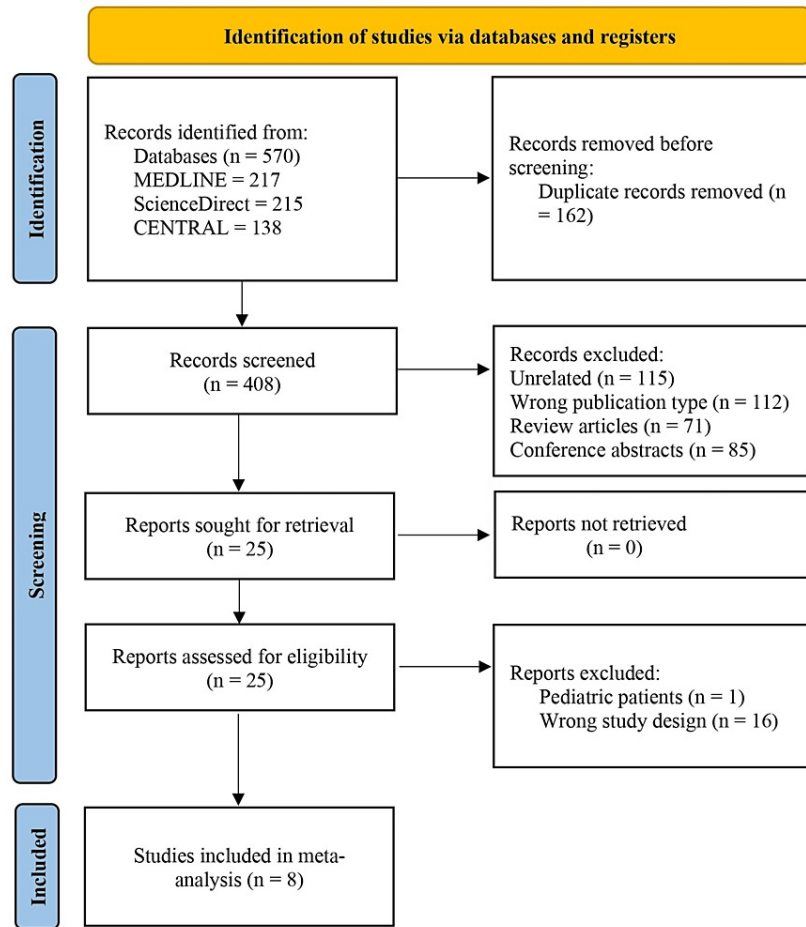 Identification of studies via databases and registers
Identification
Records identified from:
Databases (n = 570)
MEDLINE = 217
ScienceDirect = 215
CENTRAL = 138
Records removed before
screening:
Duplicate records removed (n
= 162)
Screening
Records screened
(n = 408)
Records excluded:
Unrelated (n = 115)
Wrong publication type (n = 112)
Review articles (n = 71)
Conference abstracts (n = 85)
Reports sought for retrieval
(n = 25)
Reports not retrieved
(n = 0)
Reports assessed for eligibility
(n = 25)
Reports excluded:
Pediatric patients (n = 1)
Wrong study design (n = 16)
Included
Studies included in meta-
analysis (n = 8)